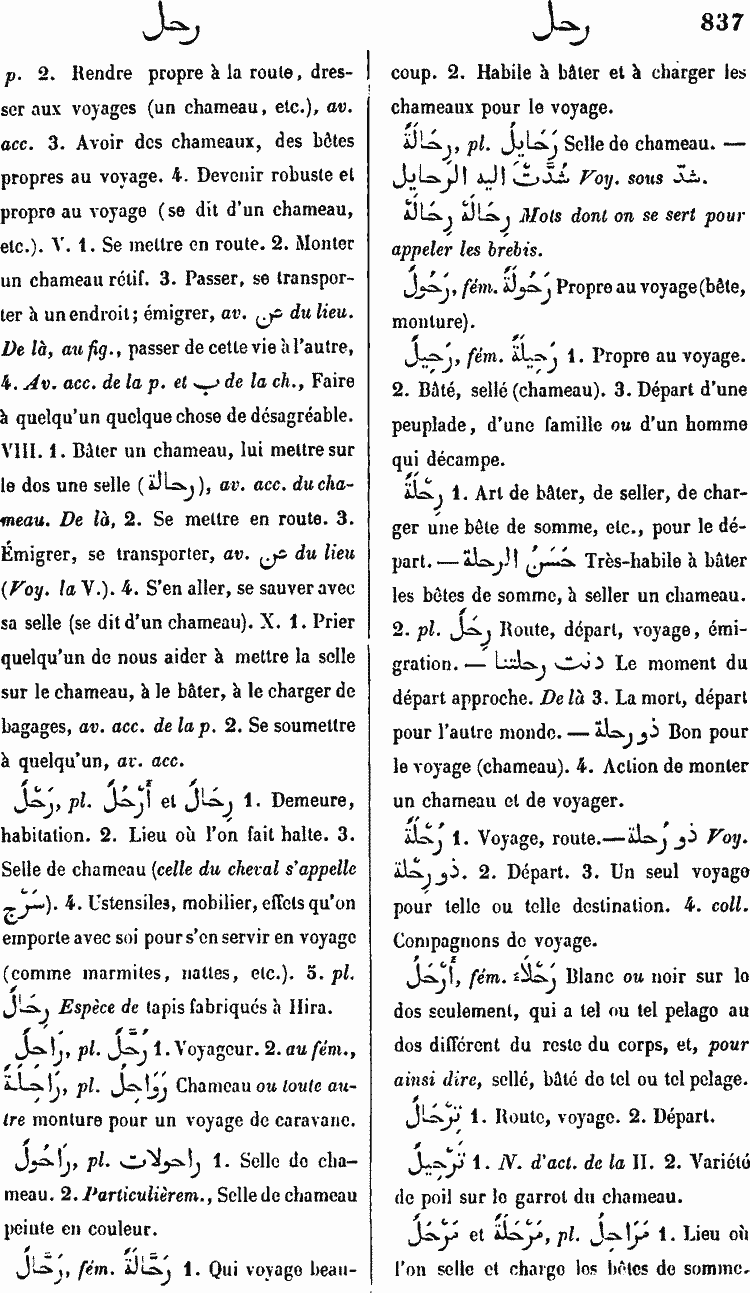 رحل
رحل
837
p. 2. Rendre propre à la route, dres-
ser aux voyages (un chameau, etc.), av.
acc. 3. Avoir des chameaux, des bêtes
propres au voyage. 4. Devenir robuste et
propre au voyage (se dit d'un chameau,
etc.). V. 1. Se mettre en route. 2. Monter
un chameau rétif. 3. Passer, se transpor-
ter à un endroit; émigrer, av. عن du lieu.
De là, au fig., passer de cette vie à l'autre,
4. Av. acc. de la p. et ب de la ch., Faire
à quelqu'un quelque chose de désagréable.
VIII. 1. Bâter un chameau, lui mettre sur
le dos une selle (رحالة), av. acc. du cha-
meau. De là, 2. Se mettre en route. 3.
Émigrer, se transporter, av. عن du lieu
(Voy. la V.). 4. S'en aller, se sauver avec
sa selle (se dit d'un chameau). X. 1. Prier
quelqu'un de nous aider à mettre la selle
sur le chameau, à le bâter, à le charger de
bagages, av. acc. de la p. 2. Se soumettre
à quelqu'un, av. acc.
رَحْلٌ, pl. أَرْحُلٌ et رِحَالٌ 1. Demeure,
habitation. 2. Lieu où l'on fait halte. 3.
Selle de chameau (celle du cheval s'appelle
سَرْج). 4. Ustensiles, mobilier, effets qu'on
emporte avec soi pour s'en servir en voyage
(comme marmites, nattes, etc.). 5. pl.
رِحَالٌ Espèce de tapis fabriqués à Hira.
رَاحِلٌ, pl. رُحَّلٌ 1. Voyageur. 2. au fém.,
رَاحِلَةٌ, pl. رَوَاحِلُ Chameau ou toute au-
tre monture pour un voyage de caravane.
رَاحُولٌ, pl. راحولات 1. Selle de cha-
meau. 2. Particulièrem., Selle de chameau
peinte en couleur.
رَحَّالٌ, fém. رَحَّالَةٌ 1. Qui voyage beau-
coup. 2. Habile à bâter et à charger les
chameaux pour le voyage.
رِحَالَةٌ, pl. رَحَايِلُ Selle de chameau. —
شُدَّتْ اليه الرَحايل Voy. sous شدّ.
رِحَالَةْ رِحَالَةْ Mots dont on se sert pour
appeler les brebis.
رَحُولٌ, fém. رَحُولَةٌ Propre au voyage (bête,
monture).
رَحِيلٌ, fém. رَحِيلَةٌ 1. Propre au voyage.
2. Bâté, sellé (chameau). 3. Départ d'une
peuplade, d'une famille ou d'un homme
qui décampe.
رِحْلَةٌ 1. Art de bâter, de seller, de char-
ger une bête de somme, etc., pour le dé-
part. — حَسَنُ الرحلة Très-habile à bâter
les bêtes de somme, à seller un chameau.
2. pl. رِحَلٌ Route, départ, voyage, émi-
gration. — دنت رحلتنا Le moment du
départ approche. De là 3. La mort, départ
pour l'autre monde. — ذو رحلة Bon pour
le voyage (chameau). 4. Action de monter
un chameau et de voyager.
رُحْلَةٌ 1. Voyage, route. — ذو رُحلة Voy.
ذو رِحلة. 2. Départ. 3. Un seul voyage
pour telle ou telle destination. 4. coll.
Compagnons de voyage.
أَرْحَلُ, fém. رَحْلَاءُ Blanc ou noir sur le
dos seulement, qui a tel ou tel pelage au
dos différent du reste du corps, et, pour
ainsi dire, sellé, bâté de tel ou tel pelage.
تَرْحَالٌ 1. Route, voyage. 2. Départ.
تَرْحِيلٌ 1. N. d'act. de la II. 2. Variété
de poil sur le garrot du chameau.
مَرْحَلٌ et مَرْحَلَةٌ, pl. مَرَاحِلُ 1. Lieu où
l'on selle et charge les bêtes de somme.